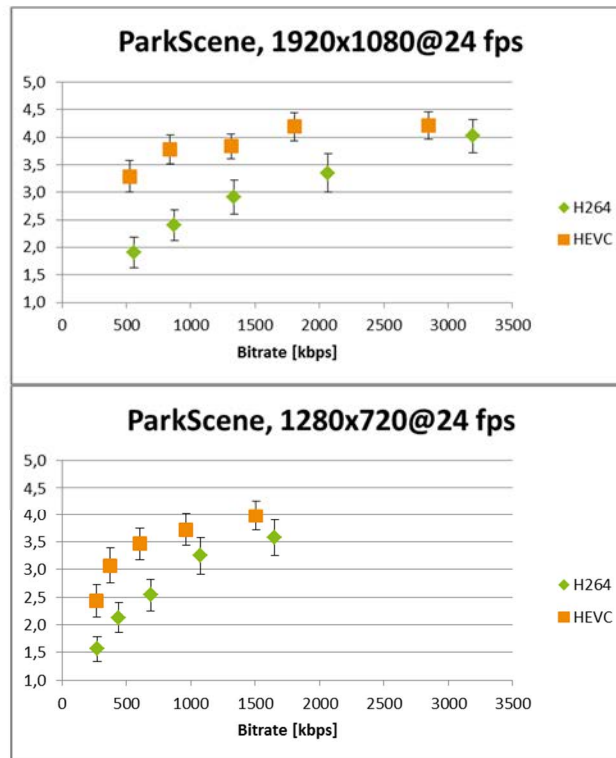 ParkScene, 1920x1080@24 fps
5,0
4,5
4,0
3,5
3,0
2,5
2,0
1,5
1,0
0 500 1000 1500 2000 2500 3000 3500
Bitrate [kbps]
H264
HEVC
ParkScene, 1280x720@24 fps
5,0
4,5
4,0
3,5
3,0
2,5
2,0
1,5
1,0
0 500 1000 1500 2000 2500 3000 3500
Bitrate [kbps]
H264
HEVC